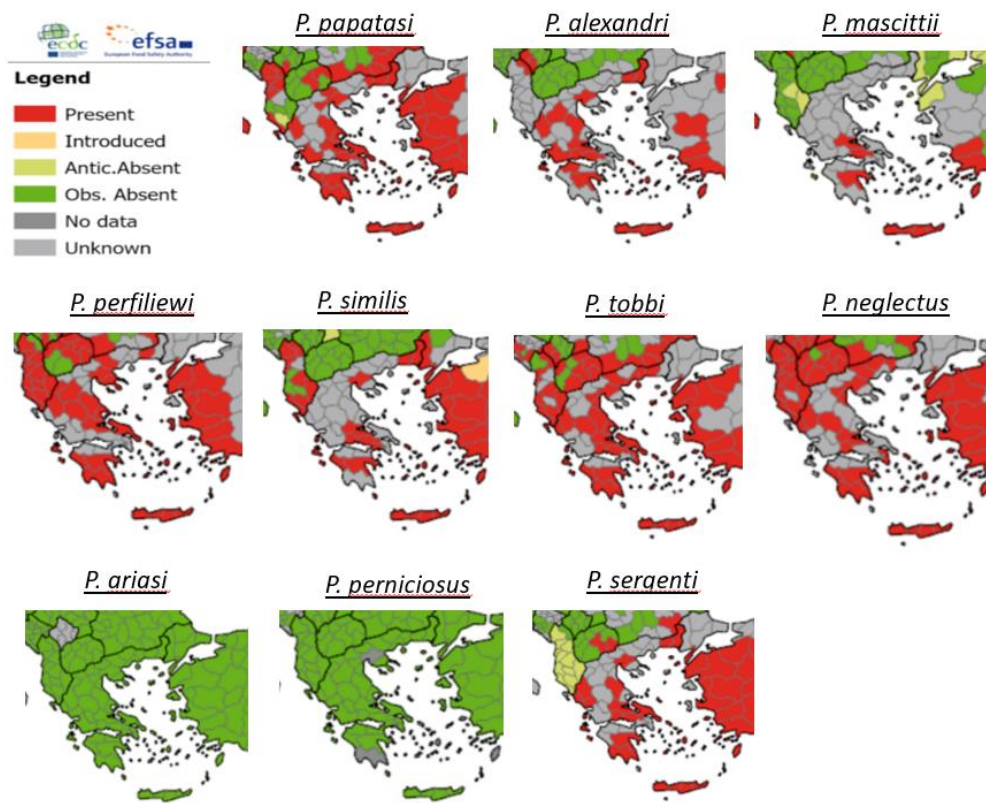 P. papatasi
P. alexandri
P. mascittii
ecdc
efsa
European Food Safety Authority
Legend
Present
Introduced
Antic.Absent
Obs. Absent
No data
Unknown
P. perfiliewi
P. similis
P. tobbi
P. neglectus
P. ariasi
P. perniciosus
P. sergenti